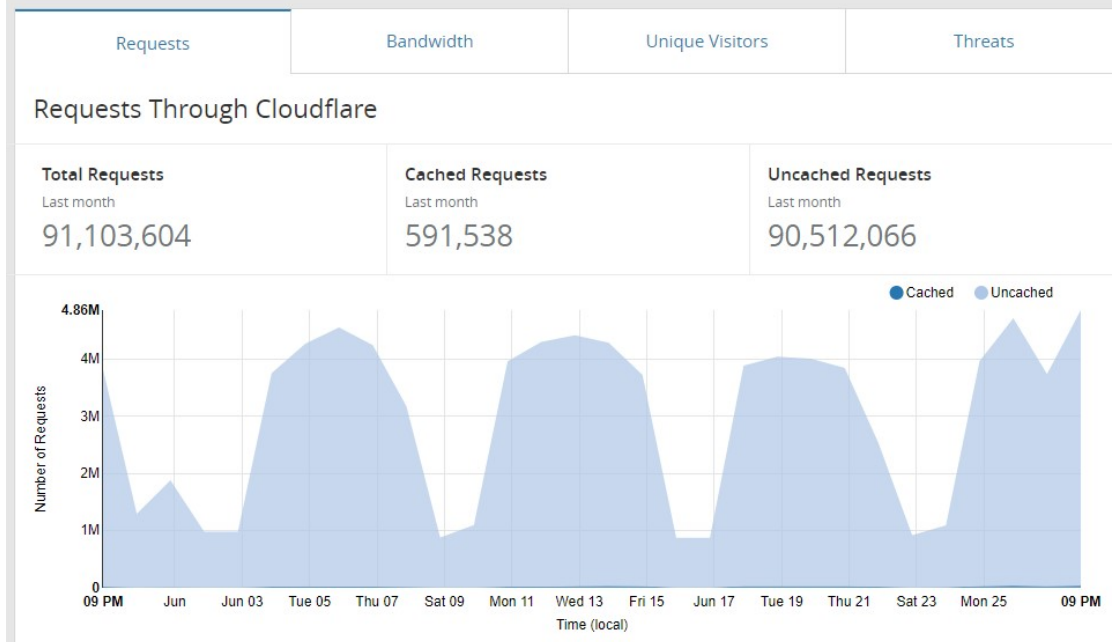 Requests Bandwidth Unique Visitors Threats
Requests Through Cloudflare
Total Requests Cached Requests Uncached Requests
Last month Last month Last month
91,103,604 591,538 90,512,066
Cached Uncached
4.86M
4M
3M
2M
1M
0
Number of Requests
09 PM Jun Jun 03 Tue 05 Thu 07 Sat 09 Mon 11 Wed 13 Fri 15 Jun 17 Tue 19 Thu 21 Sat 23 Mon 25 09 PM
Time (local)